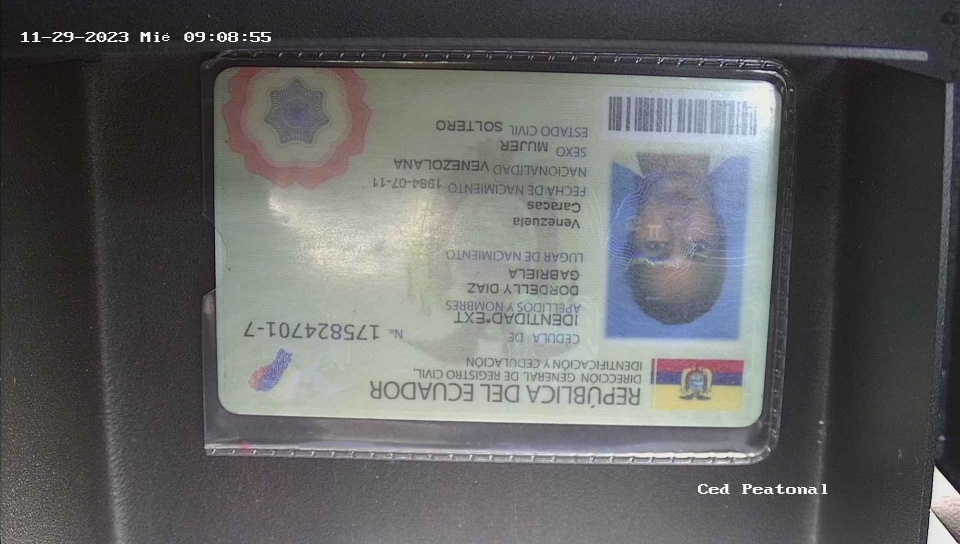 11-29-2023 Mié 09:08:55
REPÚBLICA DEL ECUADOR
DIRECCIÓN GENERAL DE REGISTRO CIVIL,
IDENTIFICACIÓN Y CEDULACIÓN
CEDULA DE
IDENTIDAD*EXT
No. 175824701-7
APELLIDOS Y NOMBRES
DORDELLY DIAZ
GABRIELA
LUGAR DE NACIMIENTO
Venezuela
Caracas
FECHA DE NACIMIENTO 1984-07-11
NACIONALIDAD VENEZOLANA
SEXO MUJER
ESTADO CIVIL SOLTERO
Ced Peatonal